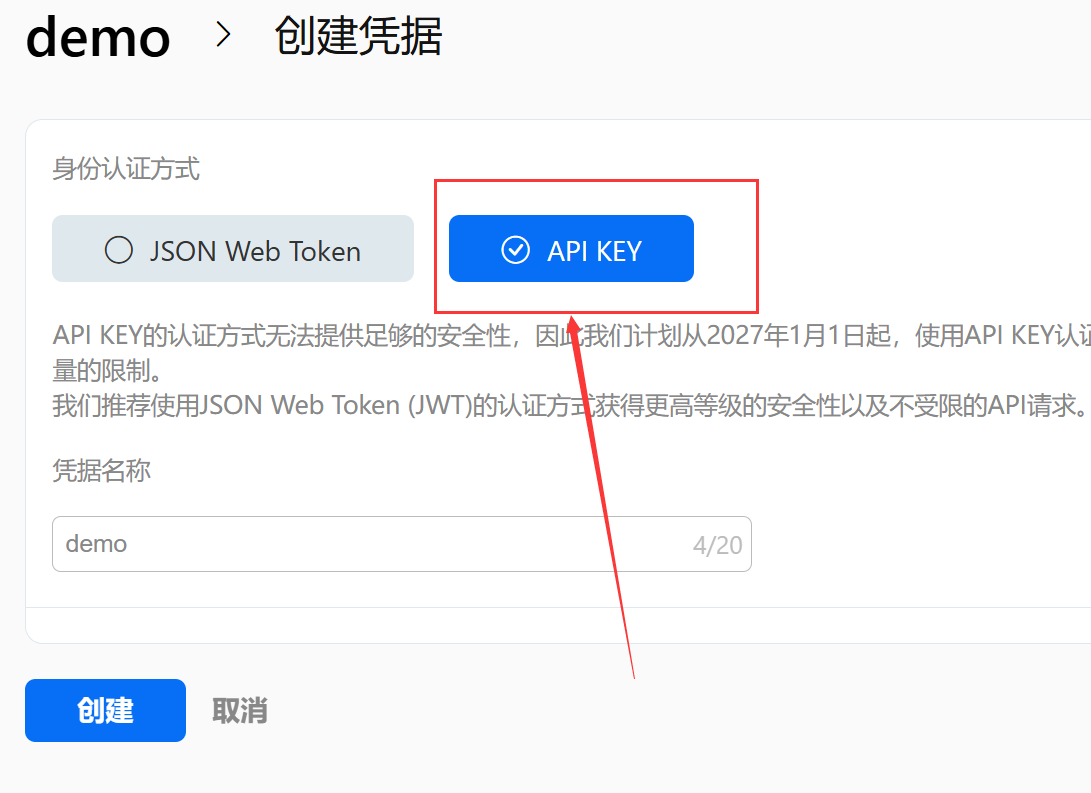 demo > 创建凭据
身份认证方式
JSON Web Token
API KEY
API KEY的认证方式无法提供足够的安全性，因此我们计划从2027年1月1日起，使用API KEY认证
量的限制。
我们推荐使用JSON Web Token (JWT)的认证方式获得更高等级的安全性以及不受限的API请求。
凭据名称
demo 4/20
创建 取消